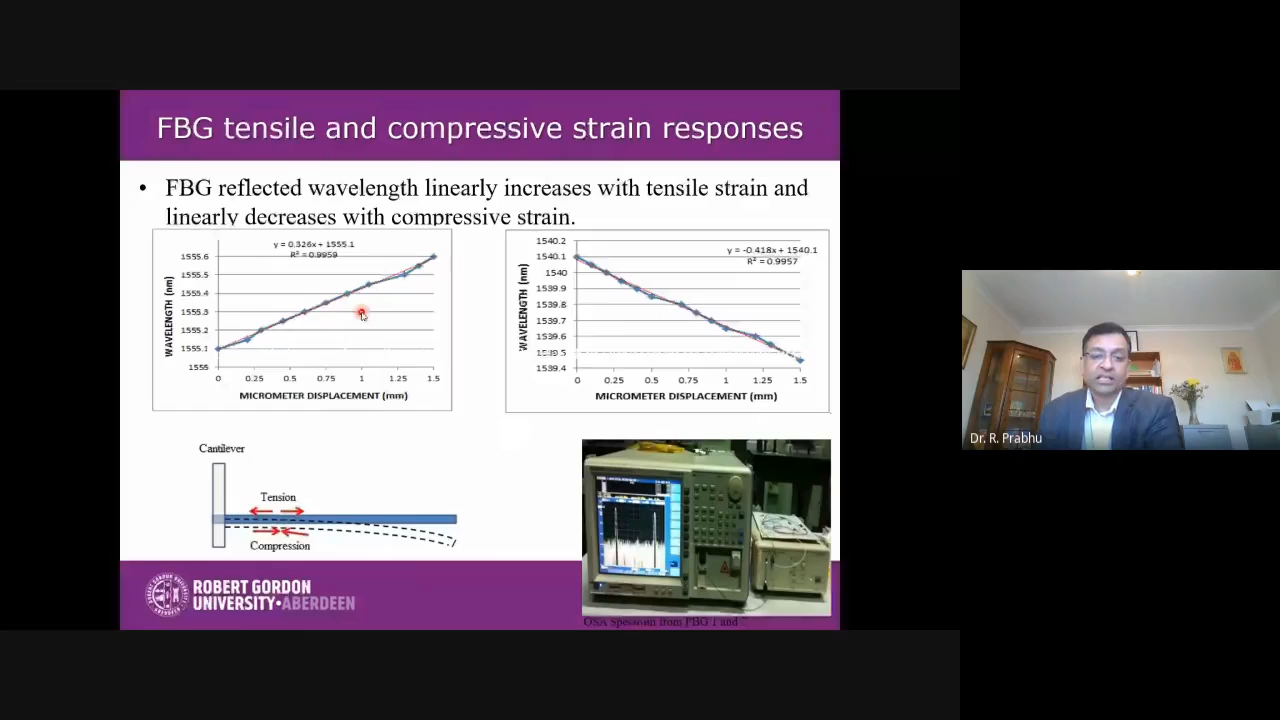 FBG tensile and compressive strain responses
• FBG reflected wavelength linearly increases with tensile strain and
linearly decreases with compressive strain.
y = 0.326x + 1555.1
R² = 0.9959
WAVELENGTH (nm)
1555.6
1555.5
1555.4
1555.3
1555.2
1555.1
1555
0 0.25 0.5 0.75 1 1.25 1.5
MICROMETER DISPLACEMENT (mm)
y = -0.418x + 1540.1
R² = 0.9957
WAVELENGTH (nm)
1540.2
1540.1
1540
1539.9
1539.8
1539.7
1539.6
1539.5
1539.4
0 0.25 0.5 0.75 1 1.25 1.5
MICROMETER DISPLACEMENT (mm)
Cantilever
Tension
Compression
ROBERT GORDON
UNIVERSITY•ABERDEEN
OSA from FBG 1 and
Dr. R. Prabhu